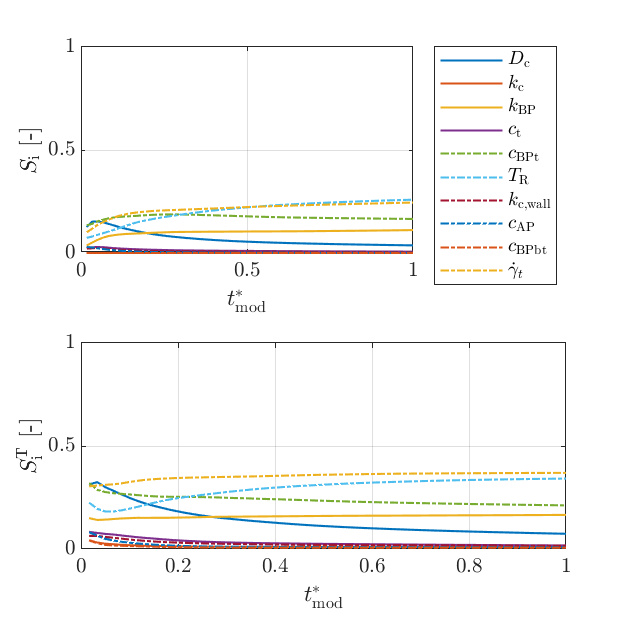 1
0.5
0
S_i [-]
0 0.5 1
t*_mod
D_c
k_c
k_BP
c_t
c_BPt
T_R
k_c,wall
c_AP
c_BPbt
γ̇_t
1
0.5
0
S_i^T [-]
0 0.2 0.4 0.6 0.8 1
t*_mod